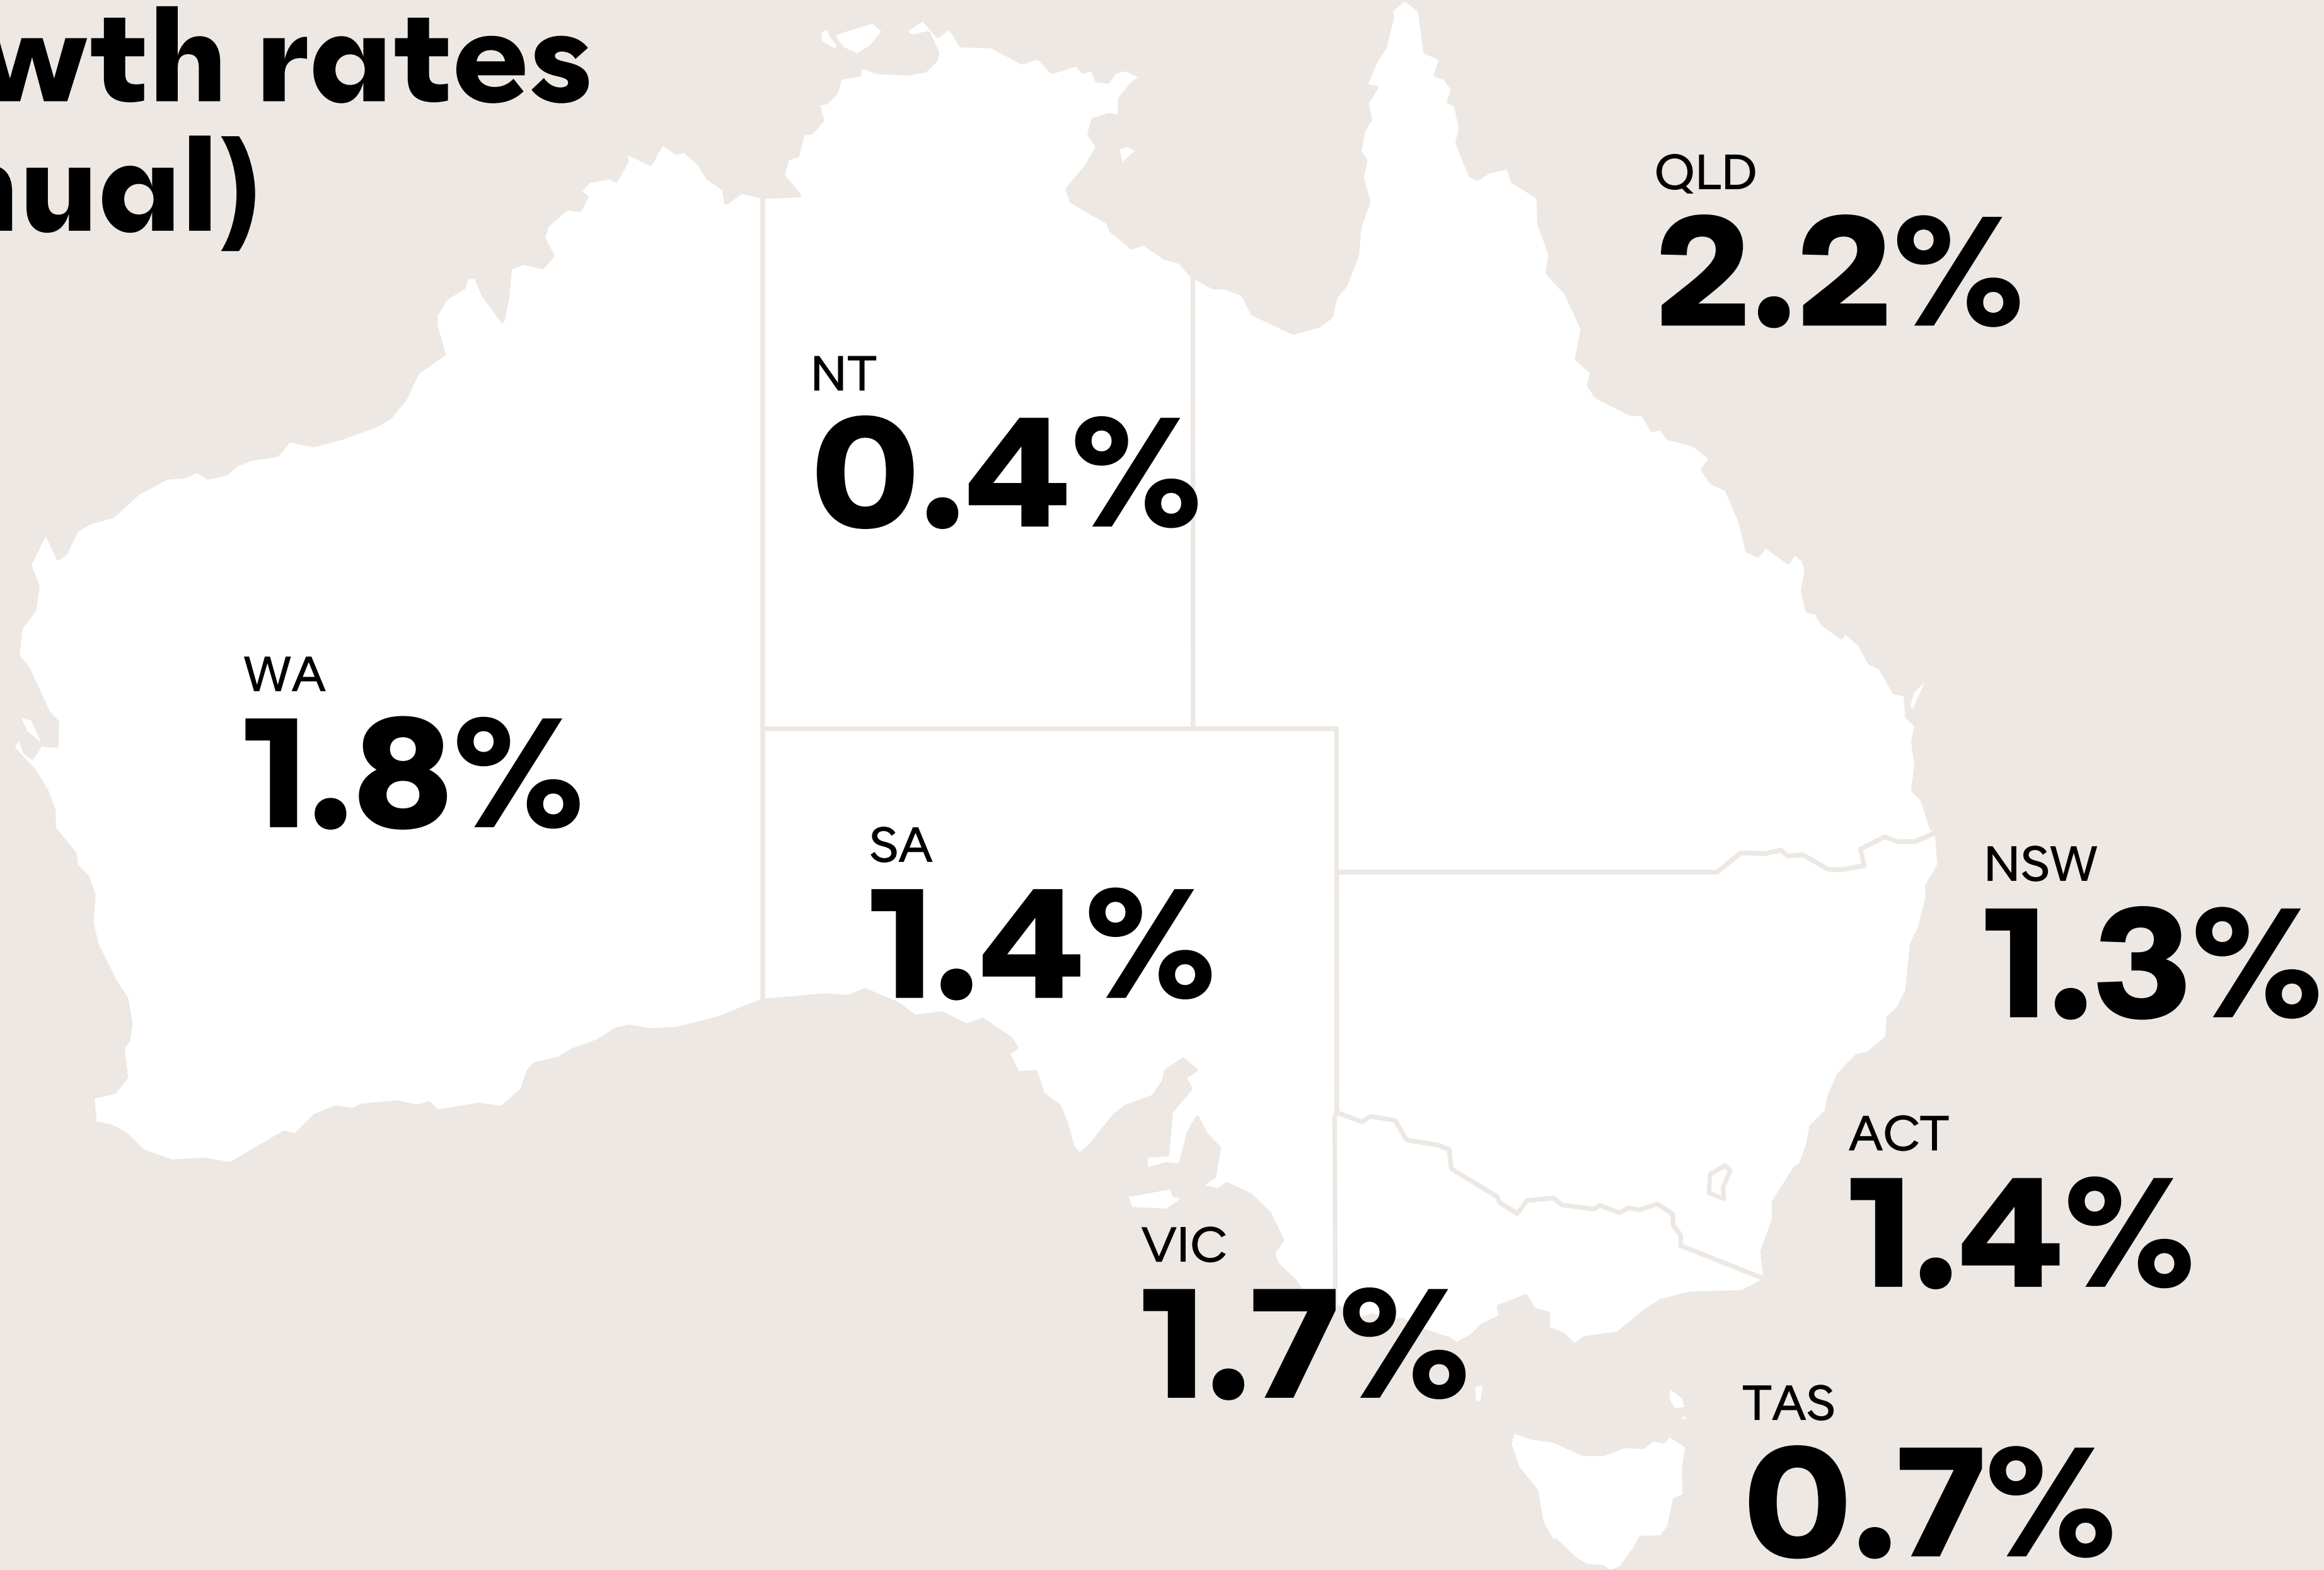 wth rates
nual)
QLD
2.2%
NT
0.4%
WA
1.8%
SA
1.4%
NSW
1.3%
ACT
1.4%
VIC
1.7%
TAS
0.7%